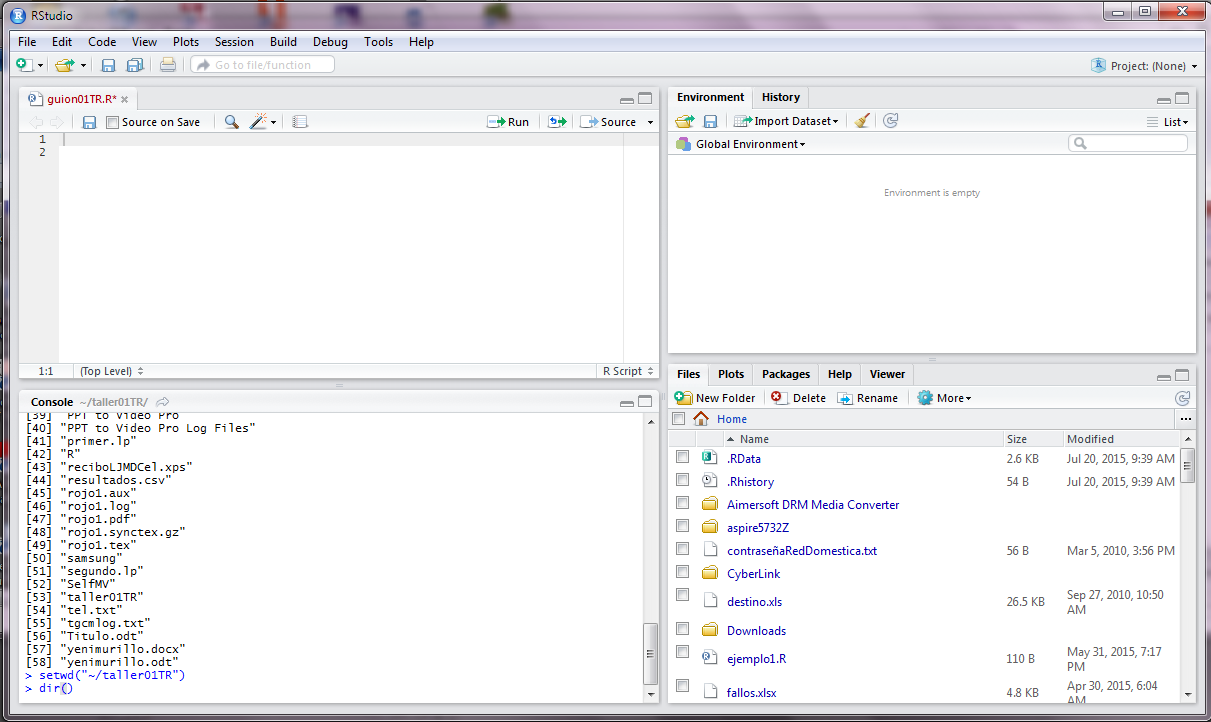 RStudio
File Edit Code View Plots Session Build Debug Tools Help
Go to file/function
Project: (None)
guion01TR.R*
Source on Save
Run
Source
1
2
1:1
(Top Level)
R Script
Console ~/taller01TR/
[39] "PPT to Video Pro"
[40] "PPT to Video Pro Log Files"
[41] "primer.lp"
[42] "R"
[43] "reciboLJMDCel.xps"
[44] "resultados.csv"
[45] "rojo1.aux"
[46] "rojo1.log"
[47] "rojo1.pdf"
[48] "rojo1.synctex.gz"
[49] "rojo1.tex"
[50] "samsung"
[51] "segundo.lp"
[52] "SelfMV"
[53] "taller01TR"
[54] "tel.txt"
[55] "tgcmlog.txt"
[56] "Titulo.odt"
[57] "yenimurillo.docx"
[58] "yenimurillo.odt"
> setwd("~/taller01TR")
> dir()
Environment History
Import Dataset
List
Global Environment
Environment is empty
Files Plots Packages Help Viewer
New Folder Delete Rename More
Home
Name Size Modified
.RData 2.6 KB Jul 20, 2015, 9:39 AM
.Rhistory 54 B Jul 20, 2015, 9:39 AM
Aimersoft DRM Media Converter
aspire5732Z
contraseñaRedDomestica.txt 56 B Mar 5, 2010, 3:56 PM
CyberLink
destino.xls 26.5 KB Sep 27, 2010, 10:50 AM
Downloads
ejemplo1.R 110 B May 31, 2015, 7:17 PM
fallos.xlsx 4.8 KB Apr 30, 2015, 6:04 AM